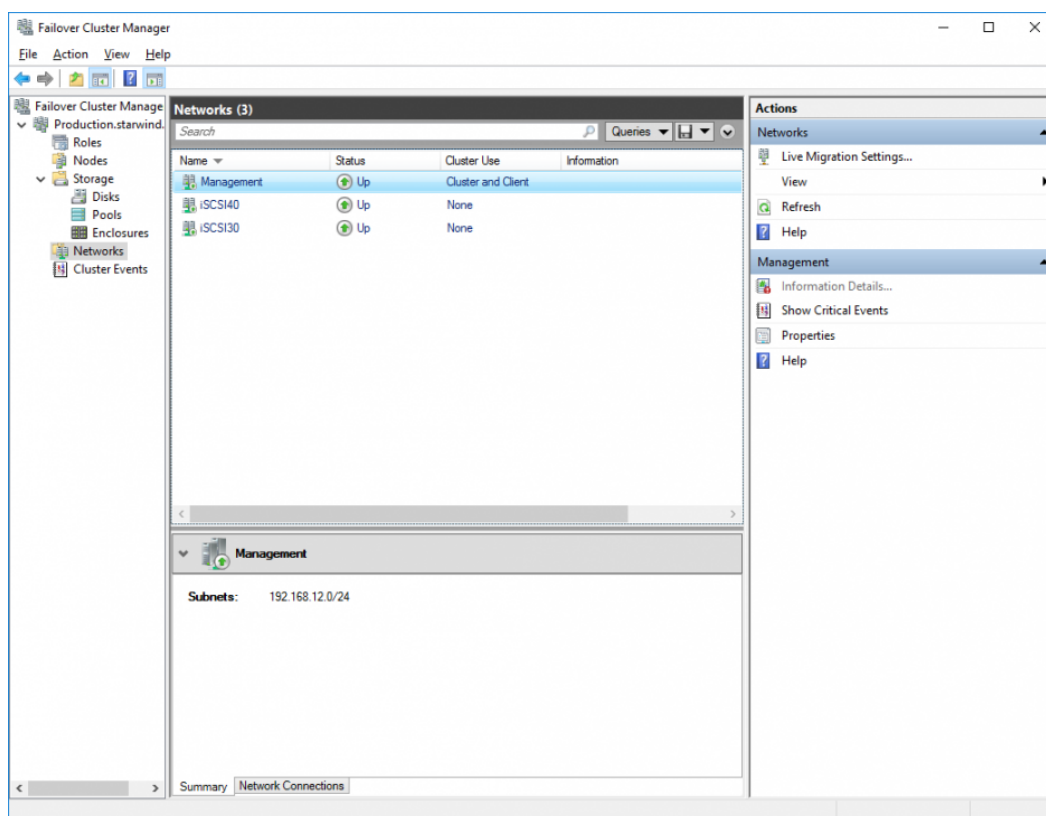 Failover Cluster Manager
File Action View Help
Failover Cluster Manage
Production.starwind.
Roles
Nodes
Storage
Disks
Pools
Enclosures
Networks
Cluster Events
Networks (3)
Search
Queries
Name Status Cluster Use Information
Management Up Cluster and Client
iSCSI40 Up None
iSCSI30 Up None
Management
Subnets: 192.168.12.0/24
Summary Network Connections
Actions
Networks
Live Migration Settings...
View
Refresh
Help
Management
Information Details...
Show Critical Events
Properties
Help